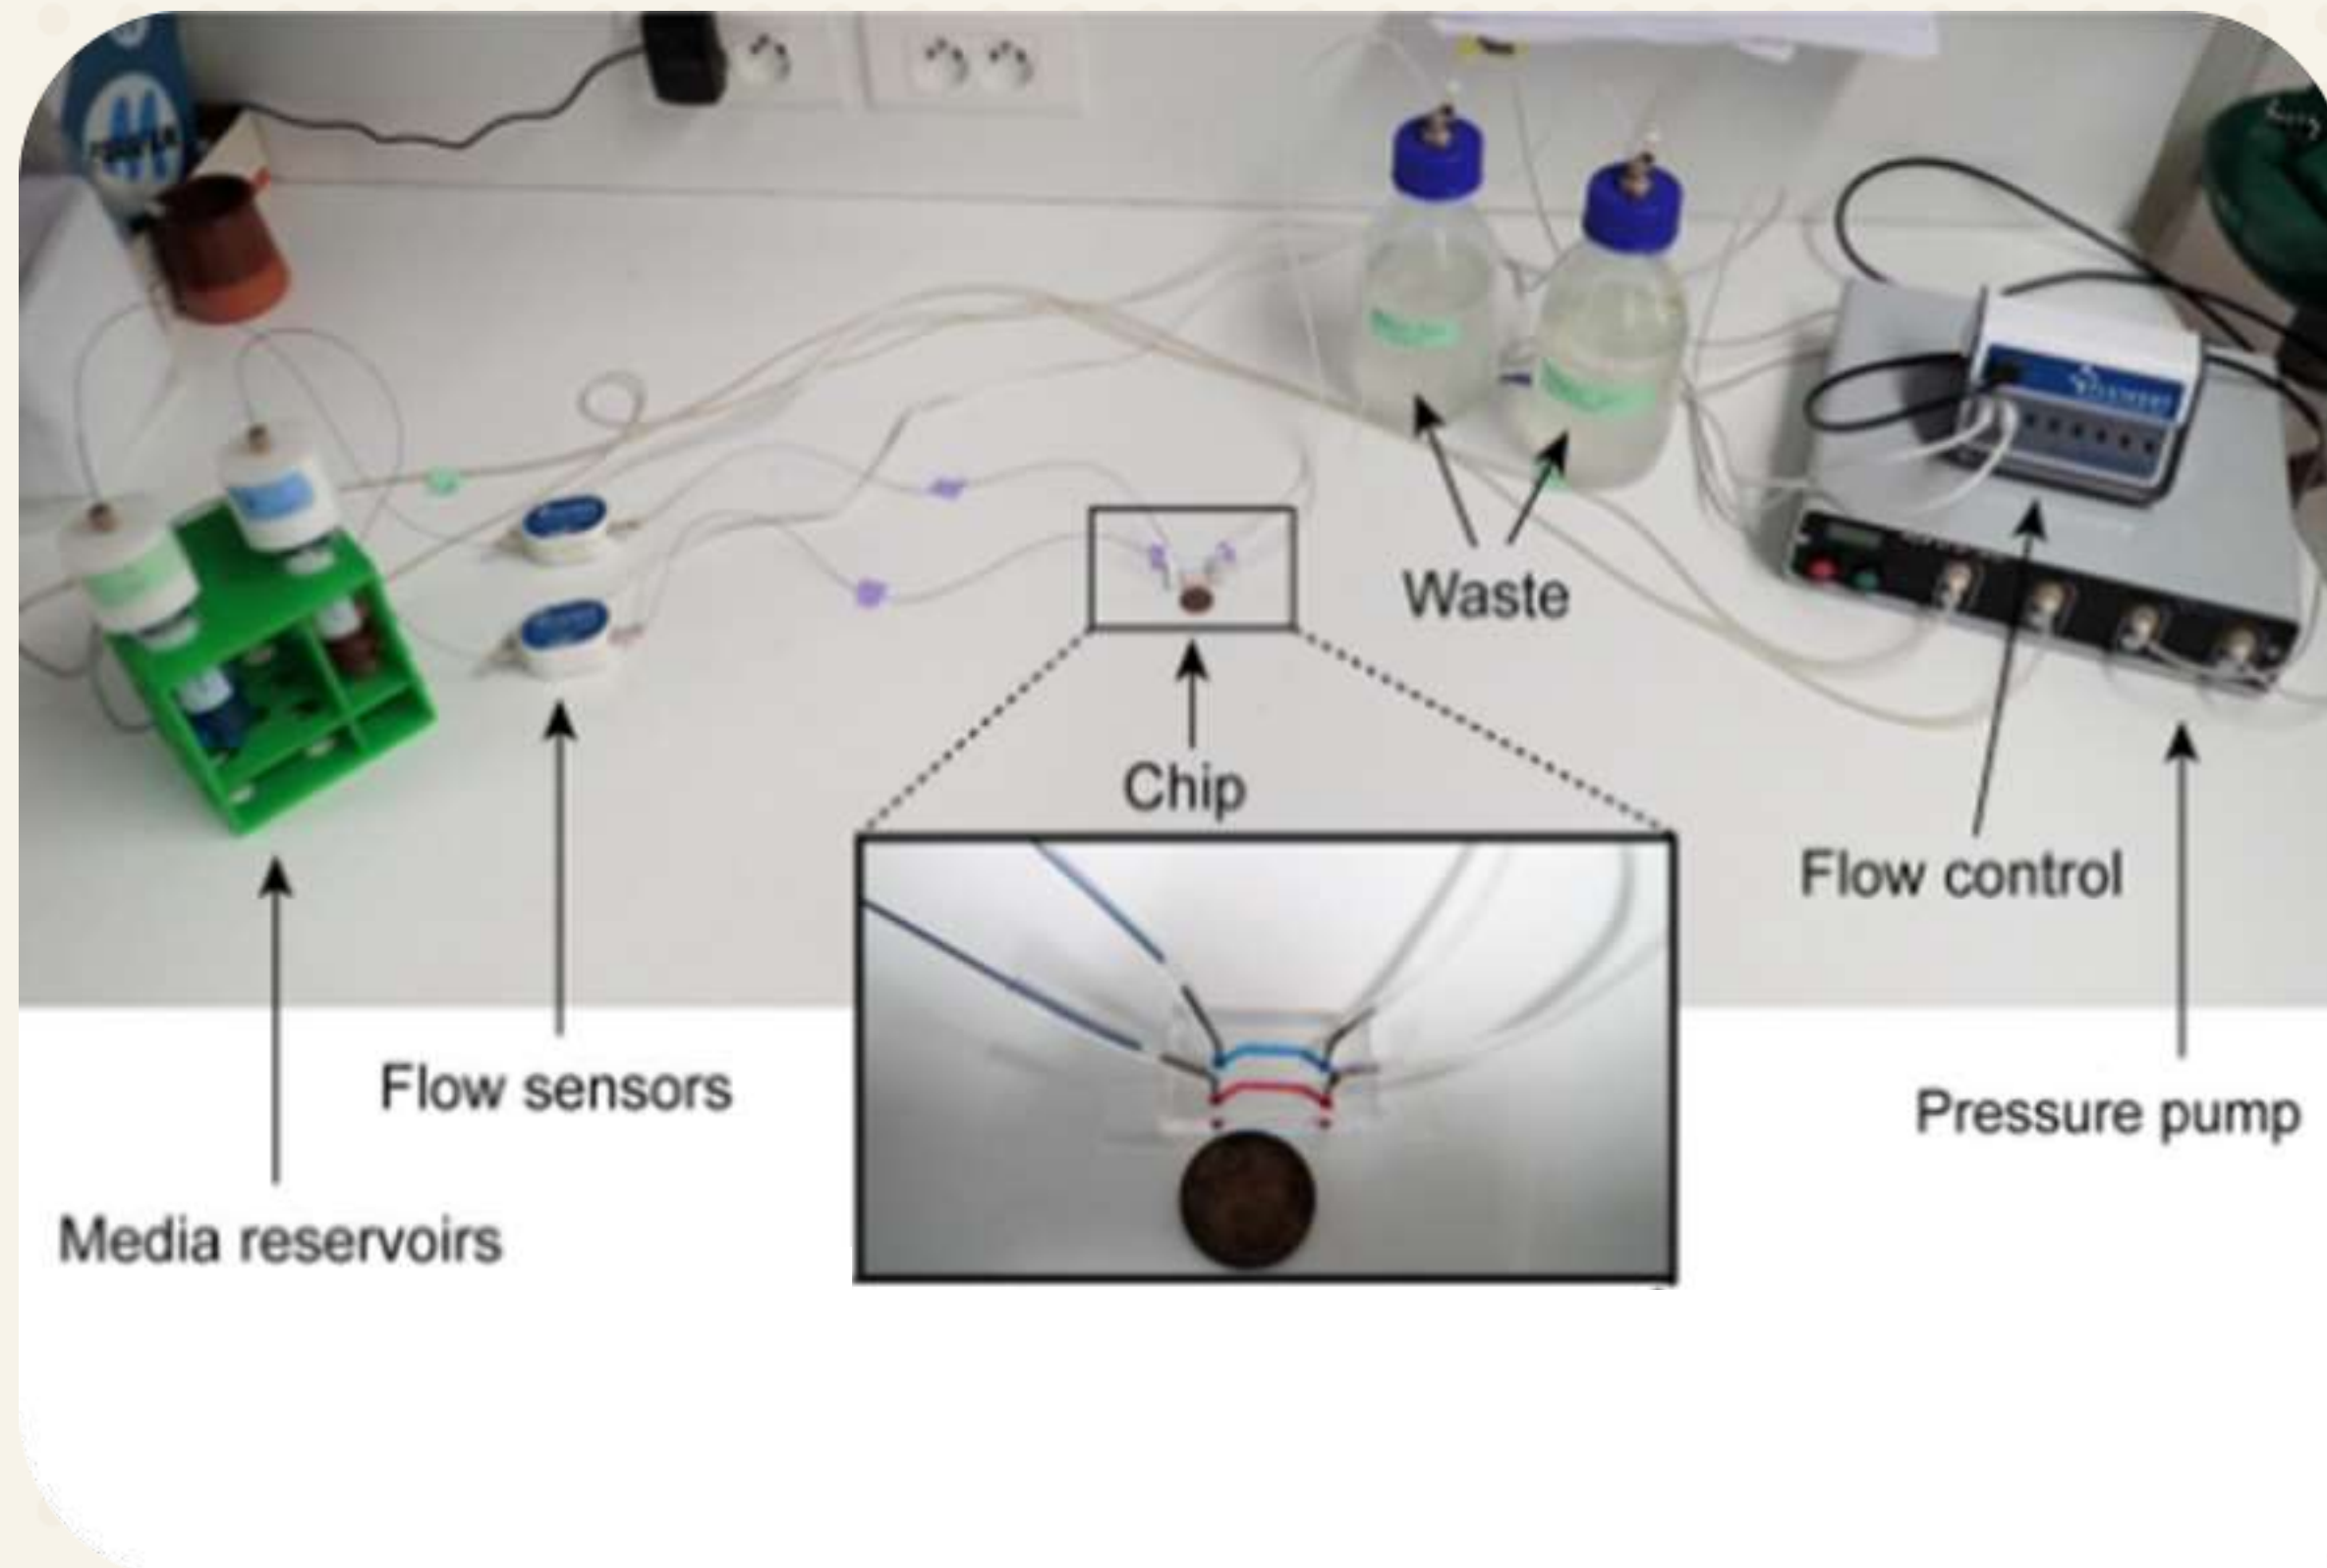 Waste
Chip
Flow control
Flow sensors
Pressure pump
Media reservoirs